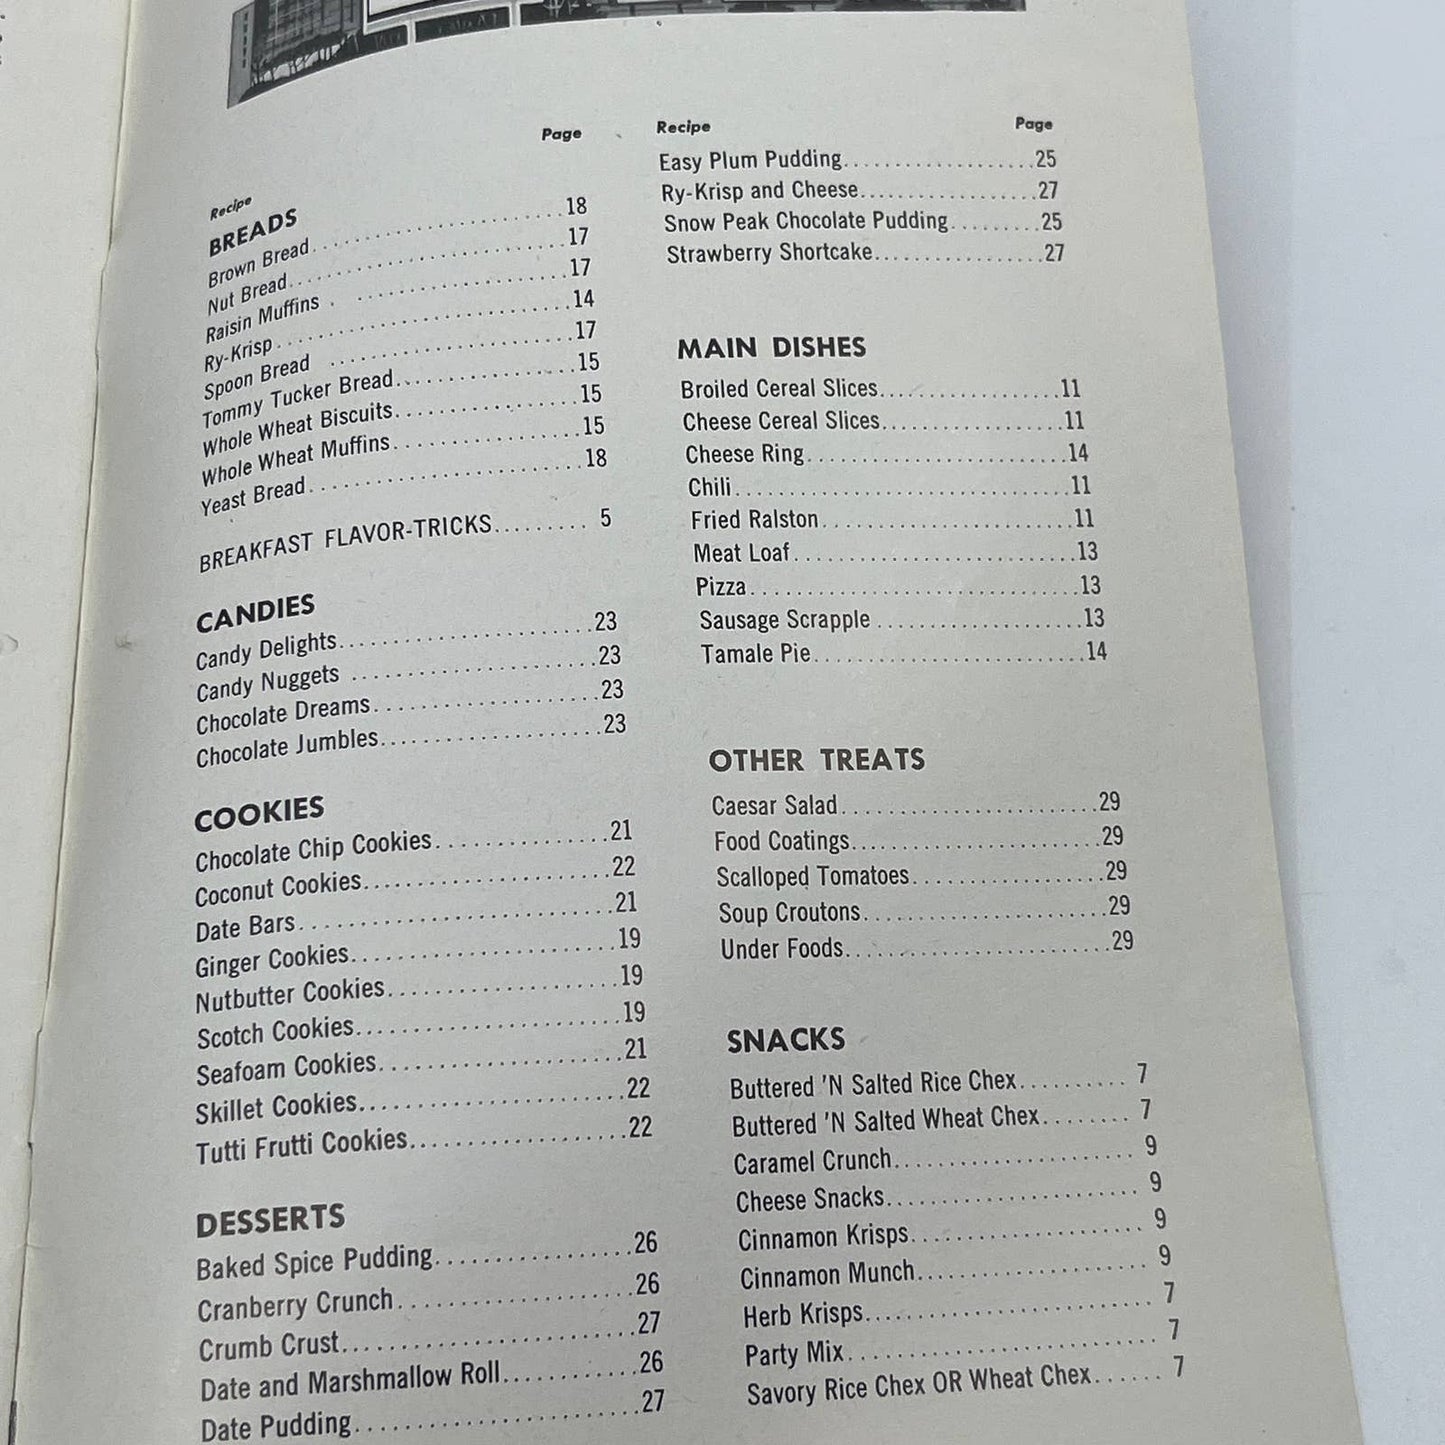 Recipe Page
BREADS
Brown Bread......................18
Nut Bread......................17
Raisin Muffins . ....................17
Ry-Krisp......................14
Spoon Bread ......................17
Tommy Tucker Bread................15
Whole Wheat Biscuits................15
Whole Wheat Muffins................15
Yeast Bread......................18
BREAKFAST FLAVOR-TRICKS......... 5
CANDIES
Candy Delights......................23
Candy Nuggets ......................23
Chocolate Dreams....................23
Chocolate Jumbles...................23
COOKIES
Chocolate Chip Cookies...............21
Coconut Cookies....................22
Date Bars......................21
Ginger Cookies....................19
Nutbutter Cookies..................19
Scotch Cookies....................19
Seafoam Cookies...................21
Skillet Cookies....................22
Tutti Frutti Cookies.................22
DESSERTS
Baked Spice Pudding................26
Cranberry Crunch...................26
Crumb Crust......................27
Date and Marshmallow Roll............26
Date Pudding......................27
Recipe Page
Easy Plum Pudding...................25
Ry-Krisp and Cheese.................27
Snow Peak Chocolate Pudding.........25
Strawberry Shortcake................27
MAIN DISHES
Broiled Cereal Slices.................11
Cheese Cereal Slices.................11
Cheese Ring......................14
Chili......................11
Fried Ralston......................11
Meat Loaf......................13
Pizza......................13
Sausage Scrapple ....................13
Tamale Pie......................14
OTHER TREATS
Caesar Salad......................29
Food Coatings......................29
Scalloped Tomatoes..................29
Soup Croutons......................29
Under Foods......................29
SNACKS
Buttered 'N Salted Rice Chex.......... 7
Buttered 'N Salted Wheat Chex........ 7
Caramel Crunch...................... 9
Cheese Snacks...................... 9
Cinnamon Krisps.................... 9
Cinnamon Munch.................... 9
Herb Krisps...................... 7
Party Mix...................... 7
Savory Rice Chex OR Wheat Chex...... 7